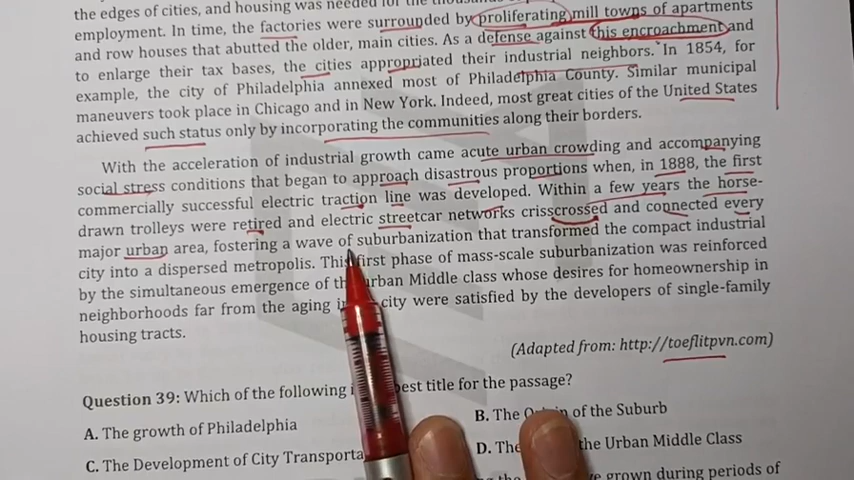 the edges of cities, and housing was needed for the thousands
employment. In time, the factories were surrounded by proliferating mill towns of apartments
and row houses that abutted the older, main cities. As a defense against this encroachment and
to enlarge their tax bases, the cities appropriated their industrial neighbors. In 1854, for
example, the city of Philadelphia annexed most of Philadelphia County. Similar municipal
maneuvers took place in Chicago and in New York. Indeed, most great cities of the United States
achieved such status only by incorporating the communities along their borders.
With the acceleration of industrial growth came acute urban crowding and accompanying
social stress conditions that began to approach disastrous proportions when, in 1888, the first
commercially successful electric traction line was developed. Within a few years the horse-
drawn trolleys were retired and electric streetcar networks crisscrossed and connected every
major urban area, fostering a wave of suburbanization that transformed the compact industrial
city into a dispersed metropolis. This first phase of mass-scale suburbanization was reinforced
by the simultaneous emergence of the urban Middle class whose desires for homeownership in
neighborhoods far from the aging city were satisfied by the developers of single-family
housing tracts.
(Adapted from: http://toeflitpvn.com)
Question 39: Which of the following best title for the passage?
A. The growth of Philadelphia
B. The of the Suburb
C. The Development of City
D. The the Urban Middle Class
grown during periods of